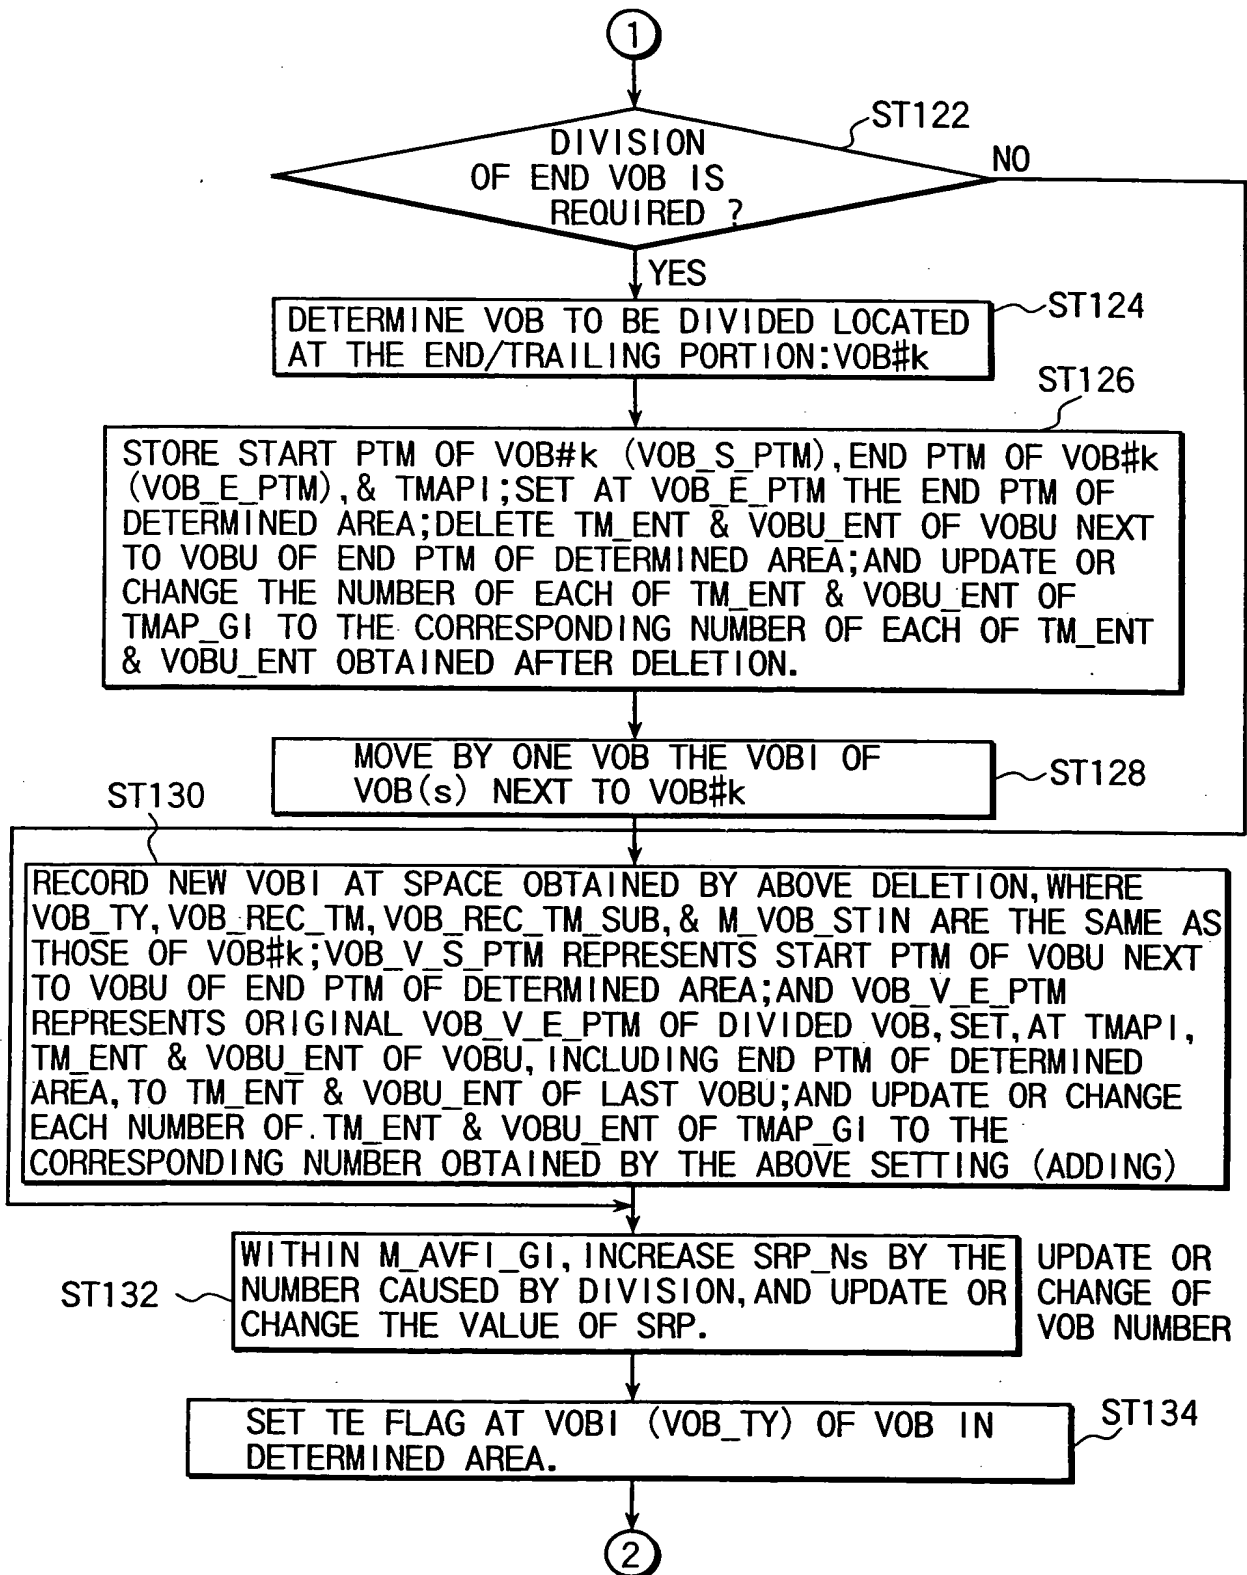 1
ST122
DIVISION
OF END VOB IS
REQUIRED ?
NO
YES
ST124
DETERMINE VOB TO BE DIVIDED LOCATED
AT THE END/TRAILING PORTION:VOB#k
ST126
STORE START PTM OF VOB#k (VOB_S_PTM), END PTM OF VOB#k
(VOB_E_PTM), & TMAPI;SET AT VOB_E_PTM THE END PTM OF
DETERMINED AREA;DELETE TM_ENT & VOBU_ENT OF VOBU NEXT
TO VOBU OF END PTM OF DETERMINED AREA;AND UPDATE OR
CHANGE THE NUMBER OF EACH OF TM_ENT & VOBU_ENT OF
TMAP_GI TO THE CORRESPONDING NUMBER OF EACH OF TM_ENT
& VOBU_ENT OBTAINED AFTER DELETION.
MOVE BY ONE VOB THE VOBI OF
VOB(s) NEXT TO VOB#k
ST128
ST130
RECORD NEW VOBI AT SPACE OBTAINED BY ABOVE DELETION, WHERE
VOB_TY, VOB_REC_TM, VOB_REC_TM_SUB, & M_VOB_STIN ARE THE SAME AS
THOSE OF VOB#k;VOB_V_S_PTM REPRESENTS START PTM OF VOBU NEXT
TO VOBU OF END PTM OF DETERMINED AREA;AND VOB_V_E_PTM
REPRESENTS ORIGINAL VOB_V_E_PTM OF DIVIDED VOB, SET, AT TMAPI,
TM_ENT & VOBU_ENT OF VOBU, INCLUDING END PTM OF DETERMINED
AREA, TO TM_ENT & VOBU_ENT OF LAST VOBU;AND UPDATE OR CHANGE
EACH NUMBER OF TM_ENT & VOBU_ENT OF TMAP_GI TO THE
CORRESPONDING NUMBER OBTAINED BY THE ABOVE SETTING (ADDING)
WITHIN M_AVFI_GI, INCREASE SRP_Ns BY THE
NUMBER CAUSED BY DIVISION, AND UPDATE OR
CHANGE THE VALUE OF SRP.
ST132
UPDATE OR
CHANGE OF
VOB NUMBER
SET TE FLAG AT VOBI (VOB_TY) OF VOB IN
DETERMINED AREA.
ST134
2